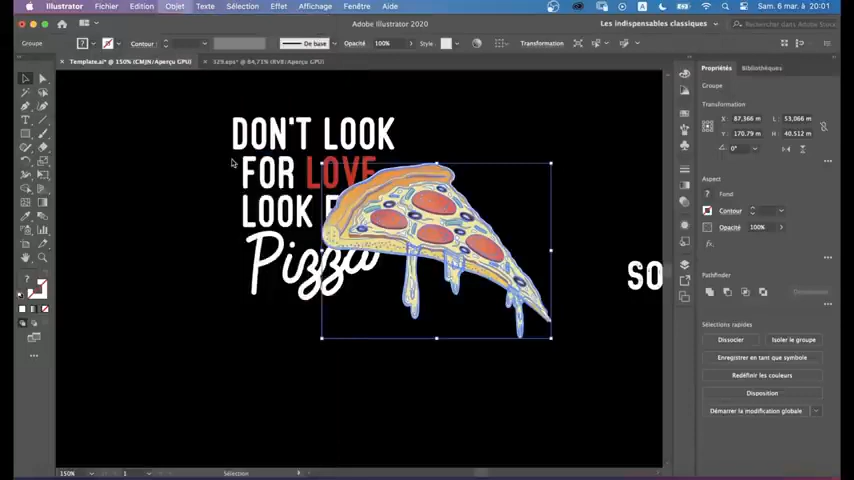 Illustrator Fichier Edition Objet Texte Sélection Effet Affichage Fenêtre Aide
Sam. 6 mar. à 20:01
Adobe Illustrator 2020
Les indispensables classiques
Rechercher dans Adobe Stock
Groupe
Contour :
De base
Opacité 100%
Style :
Transformation
Template.ai* @ 150% (CMJN/Aperçu GPU)
329.eps* @ 84,71% (RVB/Aperçu GPU)
Propriétés Bibliothèques
Groupe
Transformation
X : 87,366 m L : 53,066 m
Y : 170,79 m H : 40,512 m
0°
Aspect
Fond
Contour
Opacité 100%
fx.
Pathfinder
Sélections rapides
Dissocier Isoler le groupe
Enregistrer en tant que symbole
Redéfinir les couleurs
Disposition
Démarrer la modification globale
DON'T LOOK
FOR LOVE
LOOK F
Pizza
SO
150%
1
Sélection